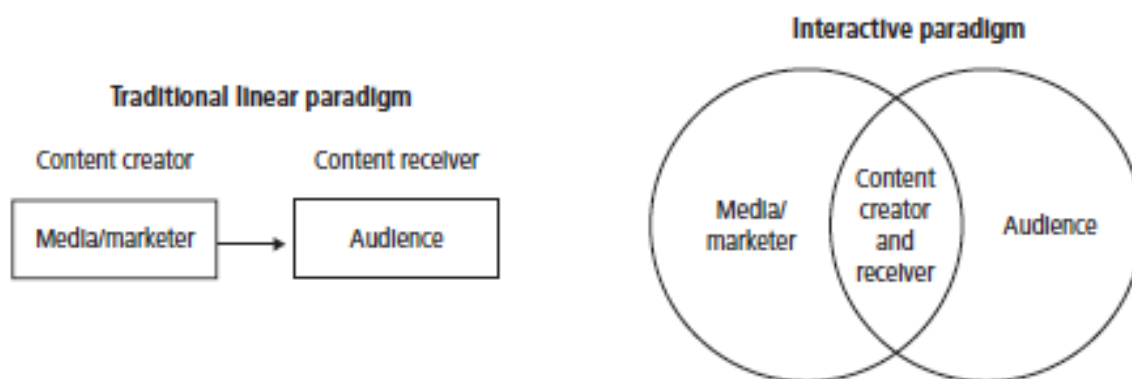 Traditional linear paradigm
Content creator
Content receiver
Media/marketer
Audience
Interactive paradigm
Media/
marketer
Content
creator
and
receiver
Audience